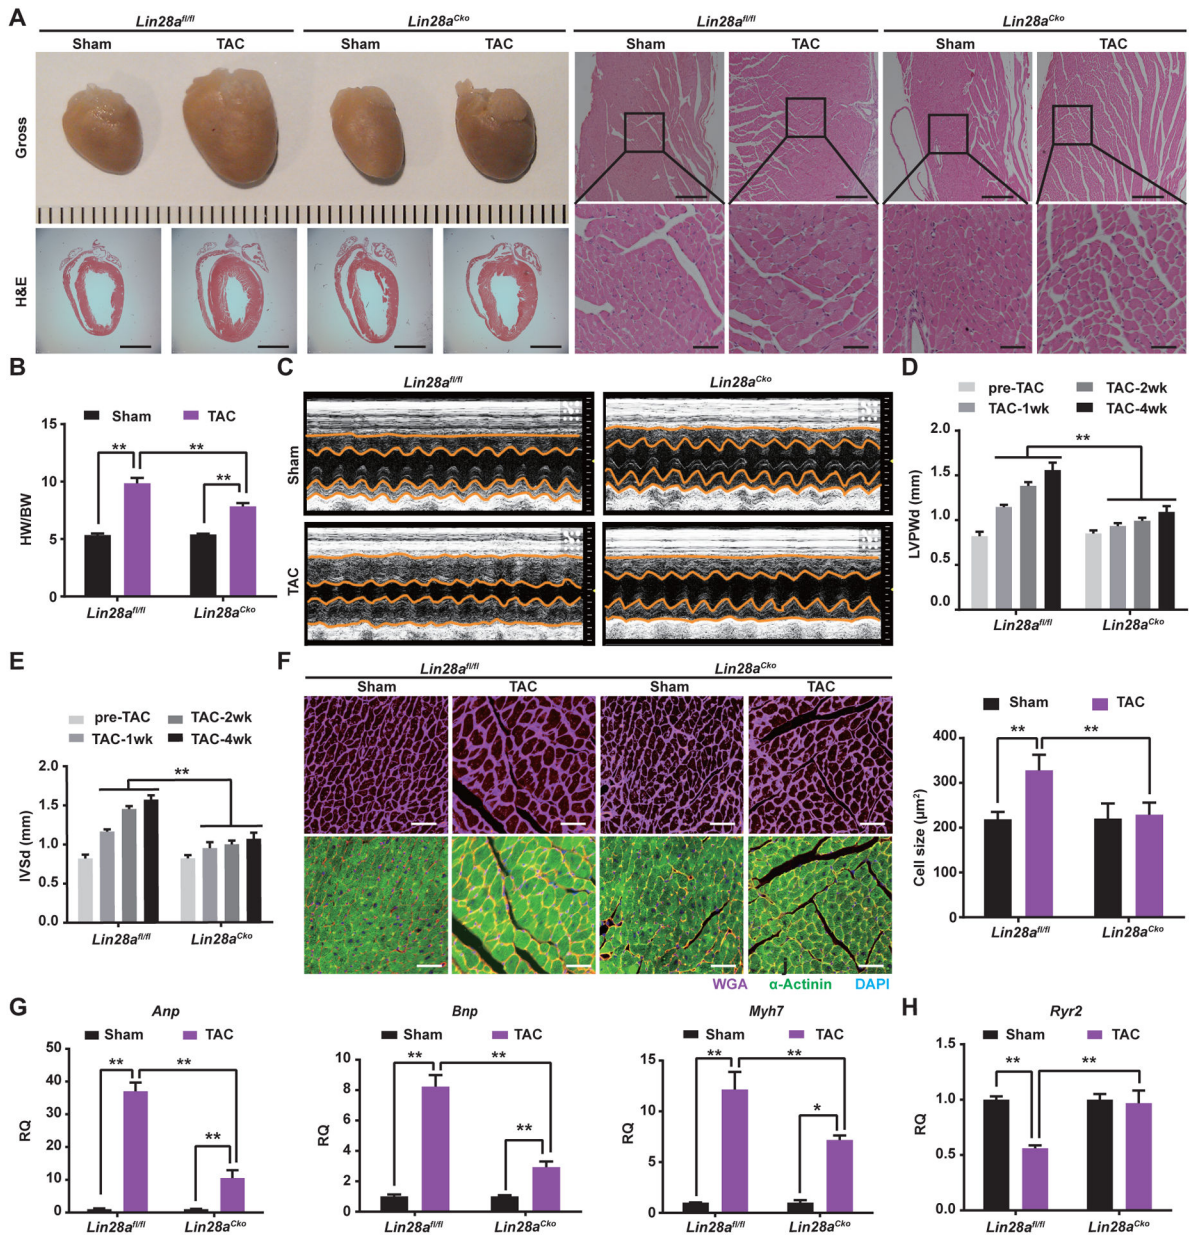 A
Lin28a^fl/fl Lin28a^Cko Lin28a^fl/fl Lin28a^Cko
Sham TAC Sham TAC Sham TAC Sham TAC
Gross
H&E
B
Sham TAC
HW/BW
15
10
5
0
** ** **
Lin28a^fl/fl Lin28a^Cko
C
Lin28a^fl/fl Lin28a^Cko
Sham
TAC
D
pre-TAC TAC-2wk
TAC-1wk TAC-4wk
LVPWd (mm)
2.0
1.5
1.0
0.5
0.0
**
Lin28a^fl/fl Lin28a^Cko
E
pre-TAC TAC-2wk
TAC-1wk TAC-4wk
IVSd (mm)
2.0
1.5
1.0
0.5
0.0
**
Lin28a^fl/fl Lin28a^Cko
F
Lin28a^fl/fl Lin28a^Cko
Sham TAC Sham TAC
WGA α-Actinin DAPI
Sham TAC
Cell size (µm²)
400
300
200
100
0
** **
Lin28a^fl/fl Lin28a^Cko
G
Anp
Sham TAC
RQ
50
40
30
20
10
0
** ** **
Lin28a^fl/fl Lin28a^Cko
Bnp
Sham TAC
RQ
10
8
6
4
2
0
** ** **
Lin28a^fl/fl Lin28a^Cko
Myh7
Sham TAC
RQ
15
10
5
0
** ** *
Lin28a^fl/fl Lin28a^Cko
H
Ryr2
Sham TAC
RQ
1.5
1.0
0.5
0.0
** **
Lin28a^fl/fl Lin28a^Cko